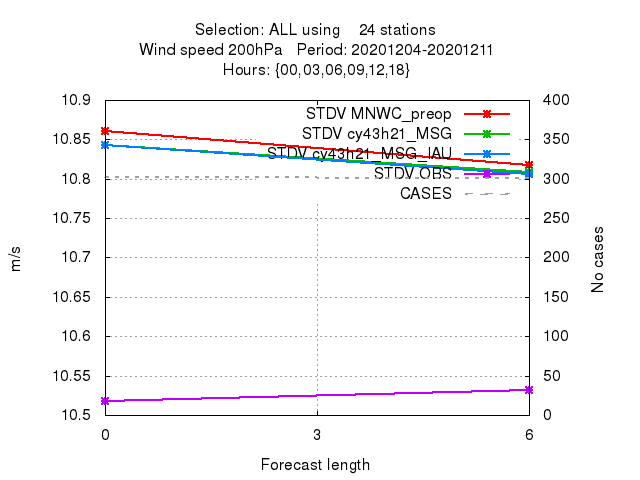 Selection: ALL using    24 stations
Wind speed 200hPa   Period: 20201204-20201211
Hours: {00,03,06,09,12,18}
10.9
10.85
10.8
10.75
10.7
10.65
10.6
10.55
10.5
m/s
STDV MNWC_preop
STDV cy43h21_MSG
STDV cy43h21_MSG_IAU
STDV OBS
CASES
400
350
300
250
200
150
100
50
0
No cases
0 3 6
Forecast length